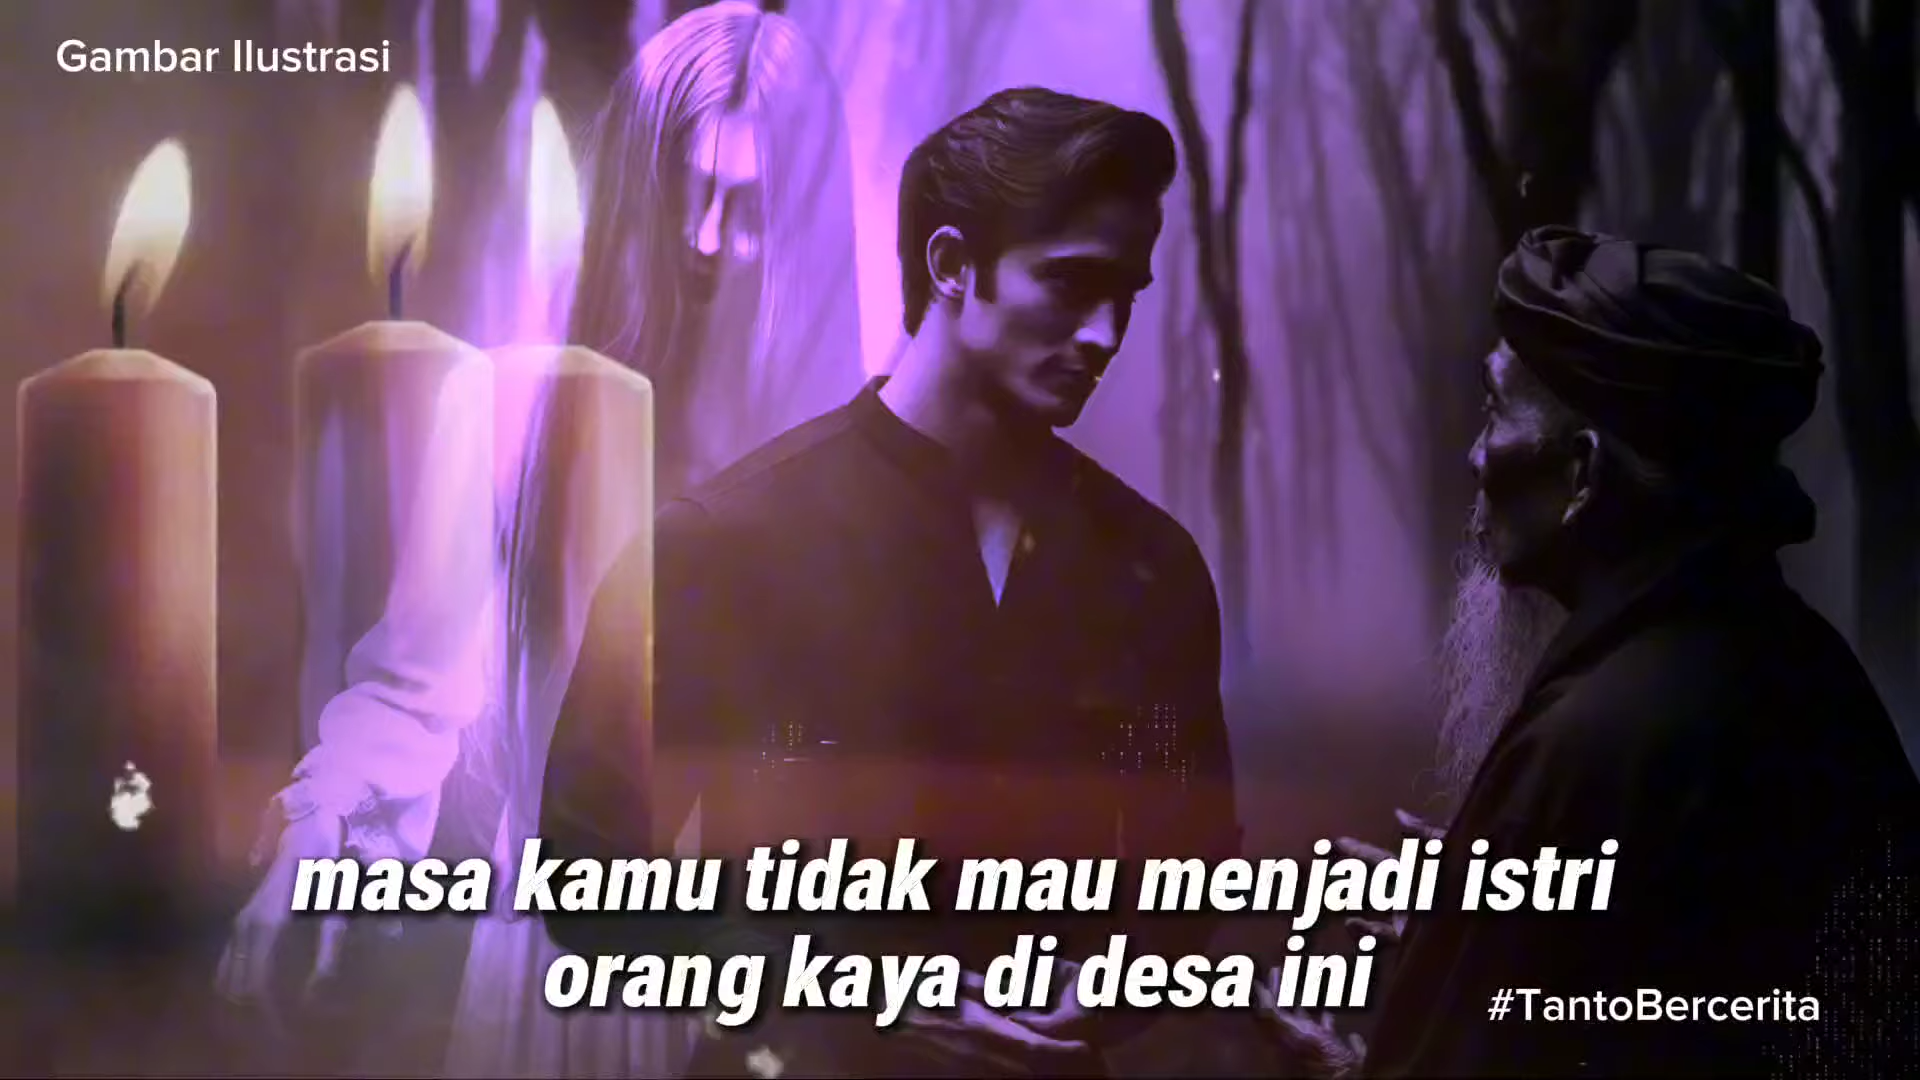 Gambar Ilustrasi
masa kamu tidak mau menjadi istri
orang kaya di desa ini
#TantoBercerita